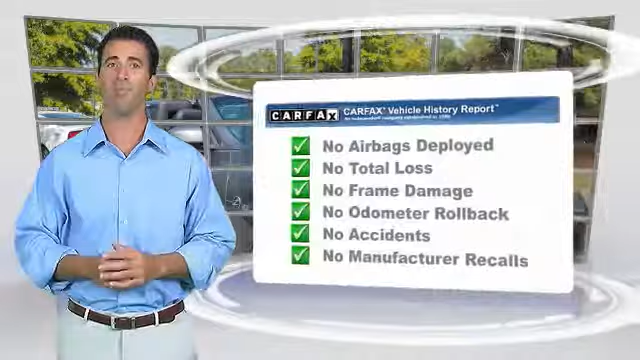 CARFAX CARFAX Vehicle History Report™
No Airbags Deployed
No Total Loss
No Frame Damage
No Odometer Rollback
No Accidents
No Manufacturer Recalls